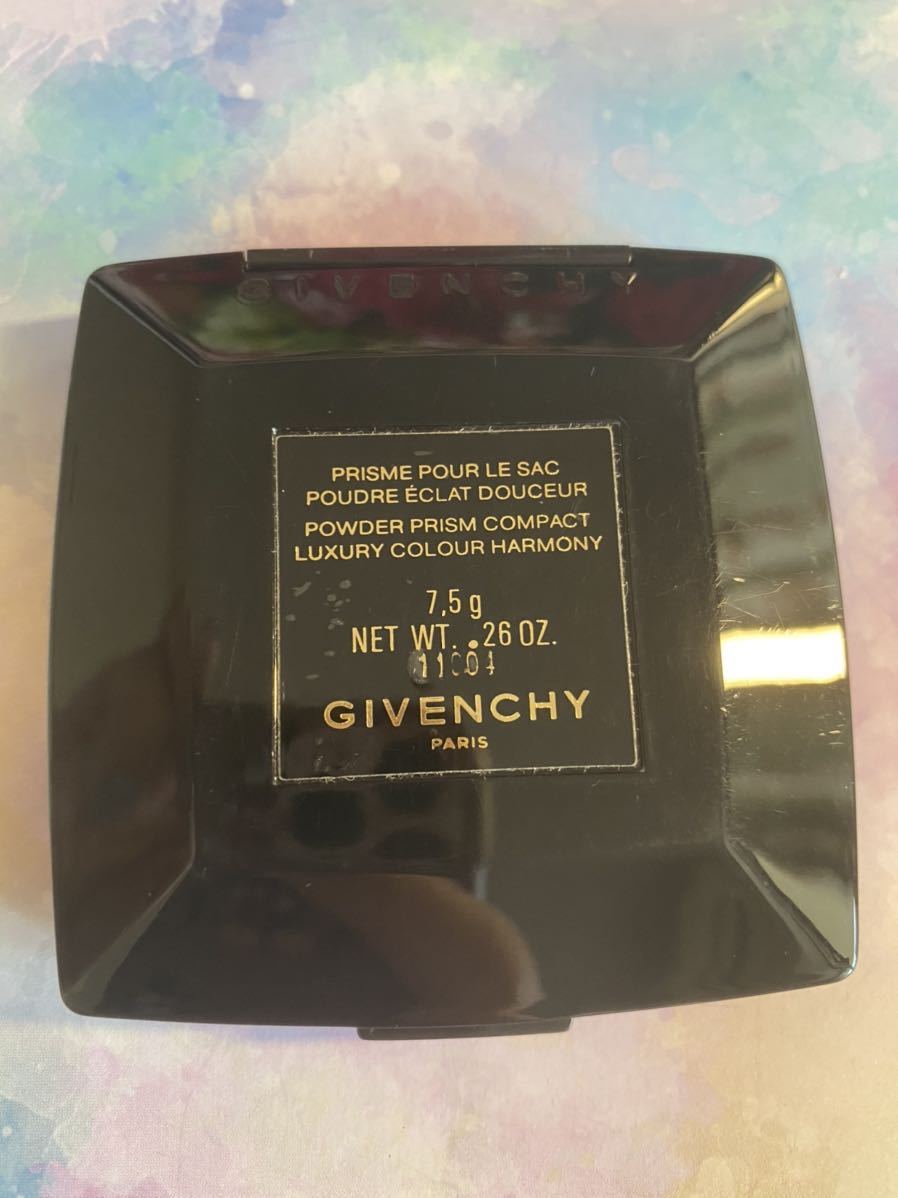 GIVENCHY
PRISME POUR LE SAC
POUDRE ÉCLAT DOUCEUR
POWDER PRISM COMPACT
LUXURY COLOUR HARMONY
7,5 g
NET WT. .26 OZ.
GIVENCHY
PARIS